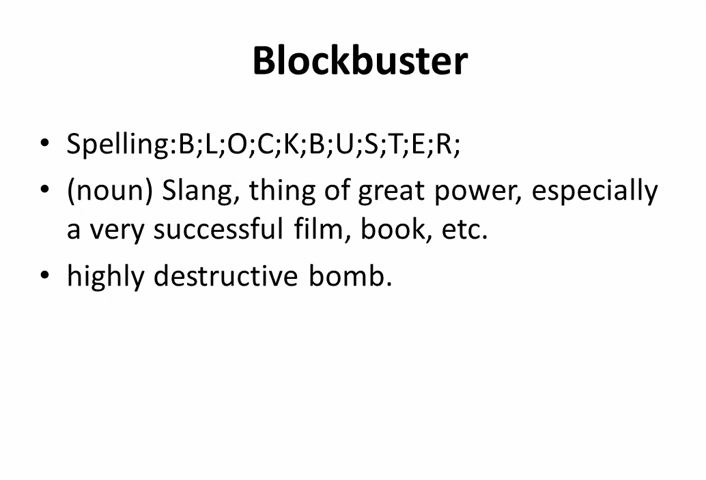 Blockbuster
• Spelling:B;L;O;C;K;B;U;S;T;E;R;
• (noun) Slang, thing of great power, especially
a very successful film, book, etc.
• highly destructive bomb.